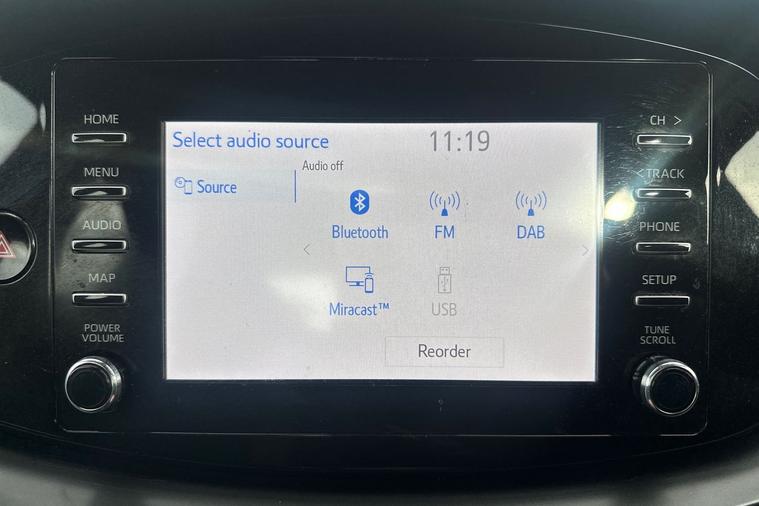 HOME
MENU
AUDIO
MAP
POWER
VOLUME
Select audio source
11:19
Audio off
Source
Bluetooth
FM
DAB
Miracast™
USB
Reorder
CH >
< TRACK
PHONE
SETUP
TUNE
SCROLL